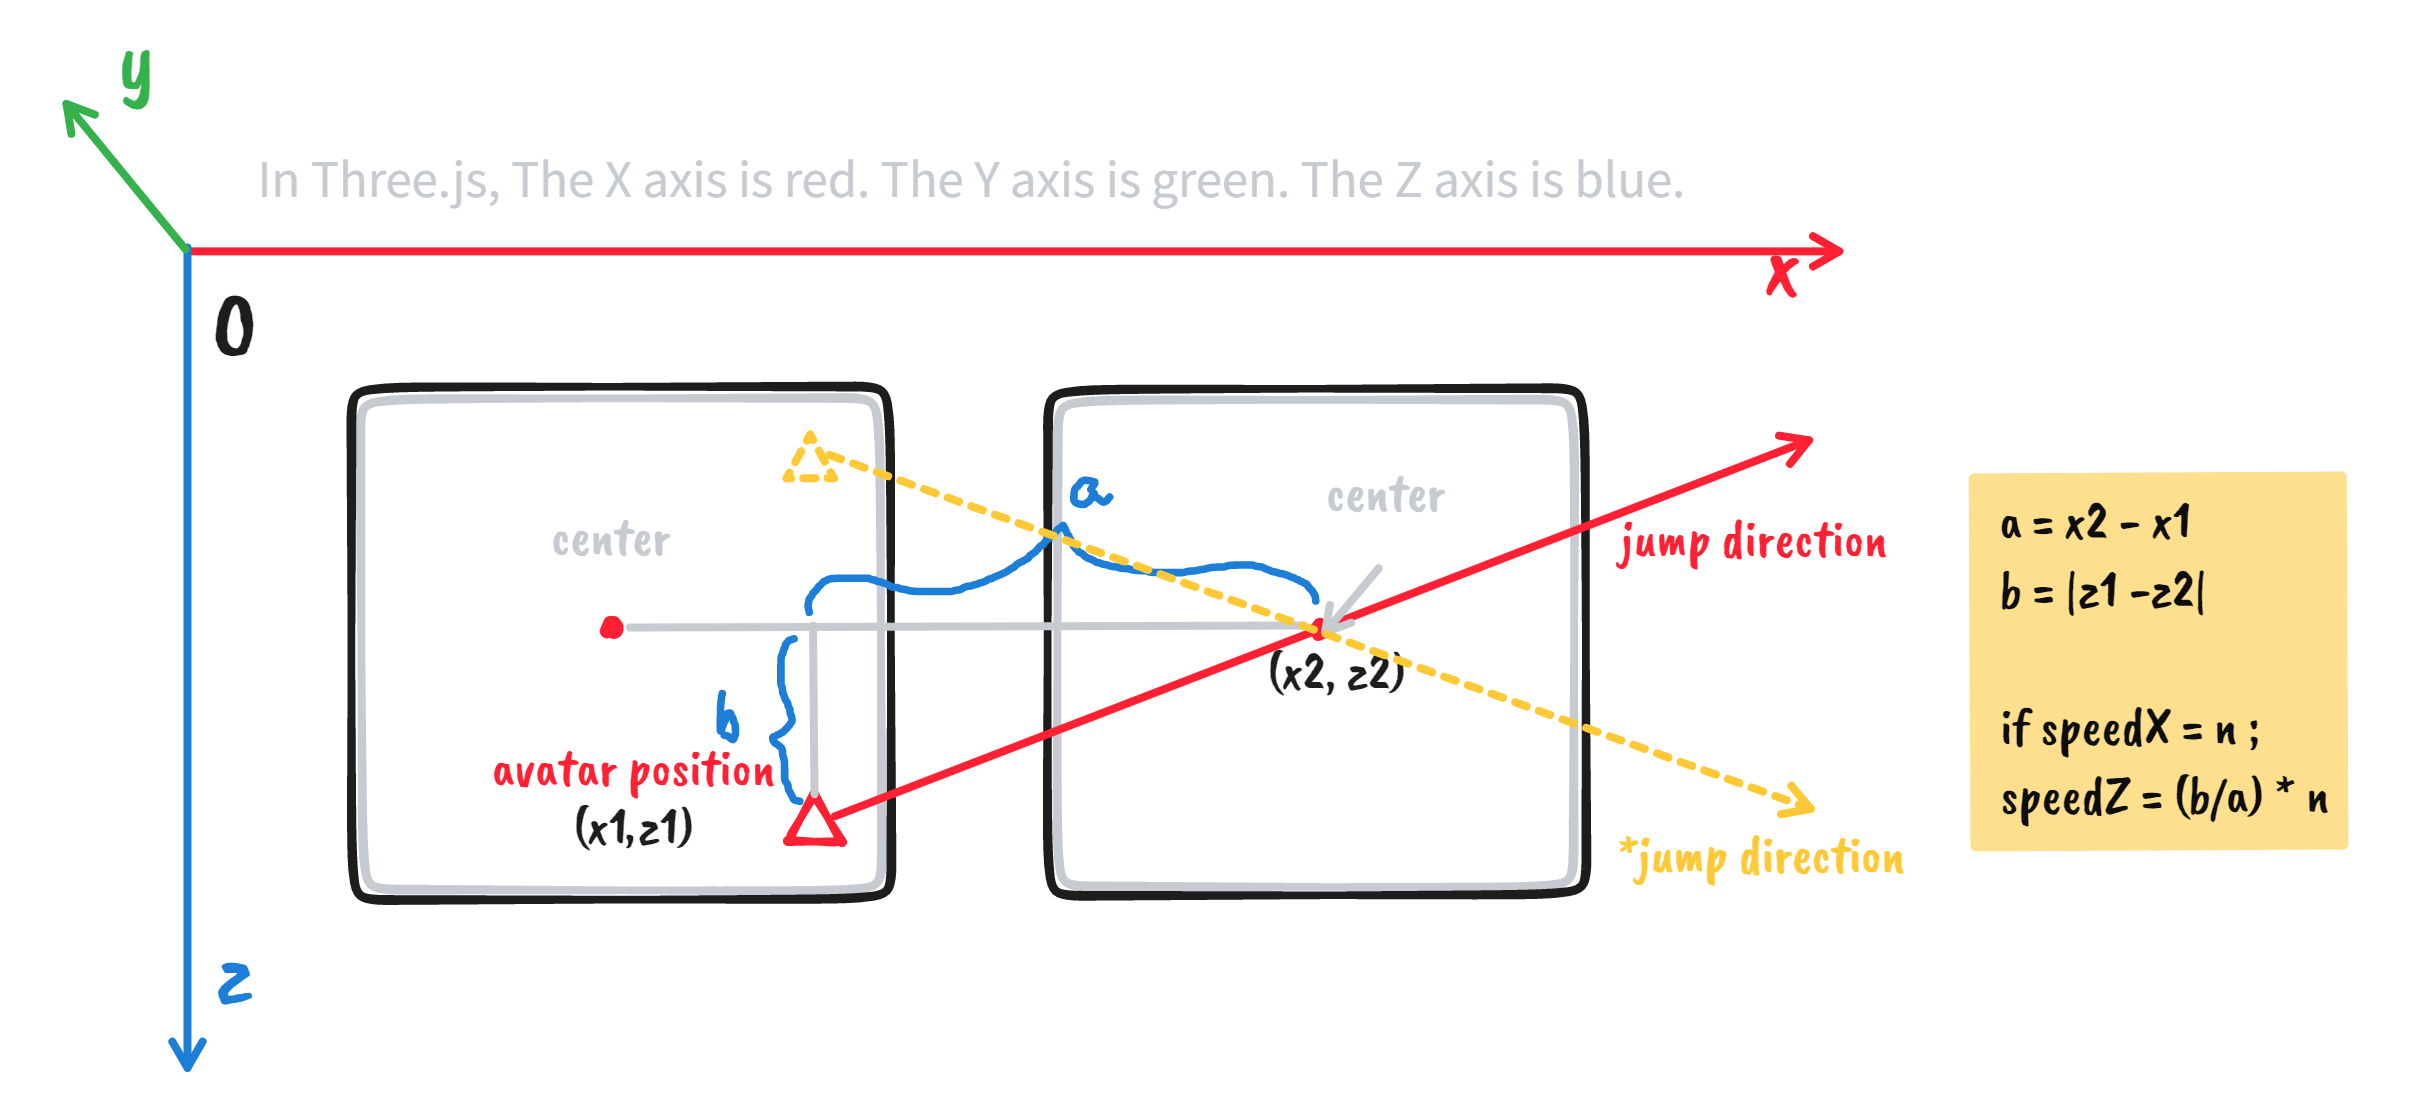 y
In Three.js, The X axis is red. The Y axis is green. The Z axis is blue.
x
0
a
center
center
jump direction
(x2, z2)
b
avatar position
(x1,z1)
*jump direction
z
a = x2 - x1
b = |z1 -z2|
if speedX = n ;
speedZ = (b/a) * n